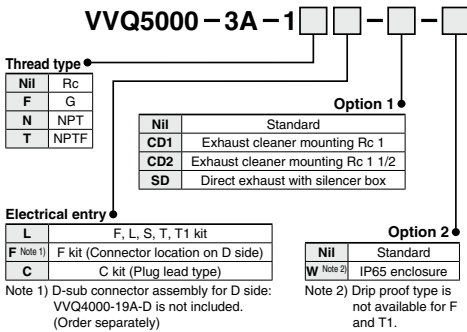 VVQ5000－3A－1□□－□－□
Thread type
Nil Rc
F G
N NPT
T NPTF
Option 1
Nil Standard
CD1 Exhaust cleaner mounting Rc 1
CD2 Exhaust cleaner mounting Rc 1 1/2
SD Direct exhaust with silencer box
Electrical entry
L F, L, S, T, T1 kit
F Note 1) F kit (Connector location on D side)
C C kit (Plug lead type)
Note 1) D-sub connector assembly for D side:
VVQ4000-19A-D is not included.
(Order separately)
Option 2
Nil Standard
W Note 2) IP65 enclosure
Note 2) Drip proof type is
not available for F
and T1.